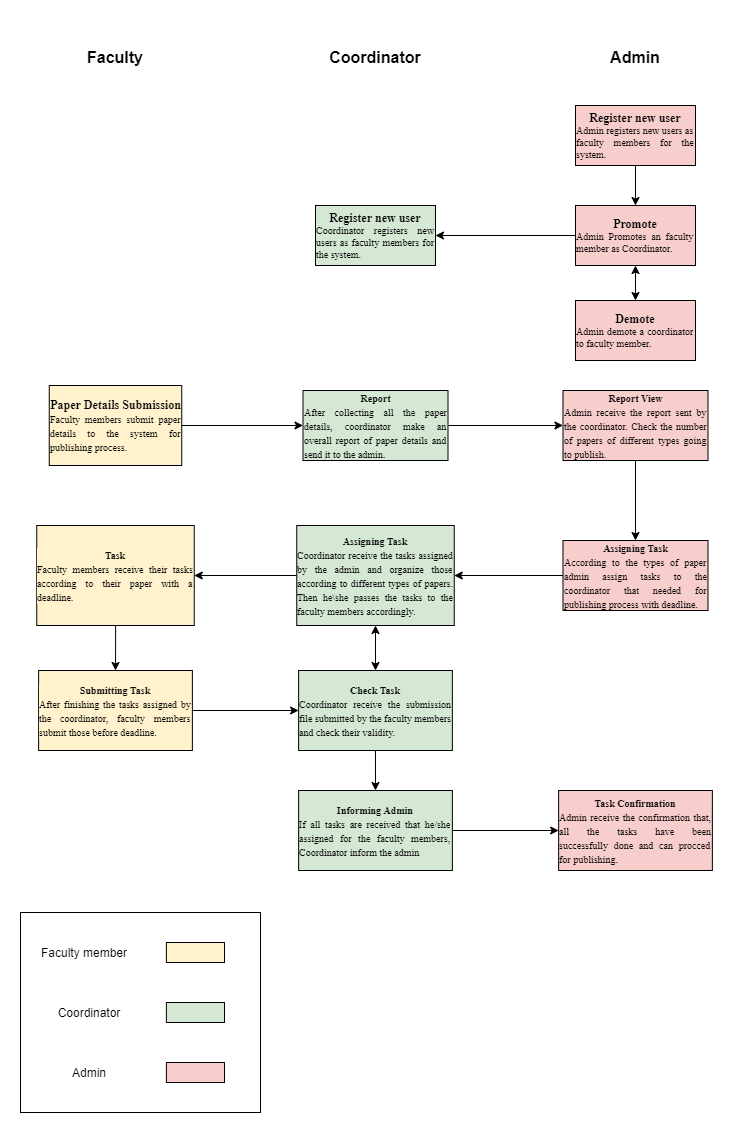 Faculty
Coordinator
Admin
Register new user
Admin registers new users as
faculty members for the
system.
Register new user
Coordinator registers new
users as faculty members for
the system.
Promote
Admin Promotes an faculty
member as Coordinator.
Demote
Admin demote a coordinator
to faculty member.
Paper Details Submission
Faculty members submit paper
details to the system for
publishing process.
Report
After collecting all the paper
details, coordinator make an
overall report of paper details and
send it to the admin.
Report View
Admin receive the report sent by
the coordinator. Check the number
of papers of different types going
to publish.
Task
Faculty members receive their tasks
according to their paper with a
deadline.
Assigning Task
Coordinator receive the tasks assigned
by the admin and organize those
according to different types of papers.
Then he\she passes the tasks to the
faculty members accordingly.
Assigning Task
According to the types of paper
admin assign tasks to the
coordinator that needed for
publishing process with deadline.
Submitting Task
After finishing the tasks assigned by
the coordinator, faculty members
submit those before deadline.
Check Task
Coordinator receive the submission
file submitted by the faculty members
and check their validity.
Informing Admin
If all tasks are received that he/she
assigned for the faculty members,
Coordinator inform the admin
Task Confirmation
Admin receive the confirmation that,
all the tasks have been
successfully done and can procced
for publishing.
Faculty member
Coordinator
Admin